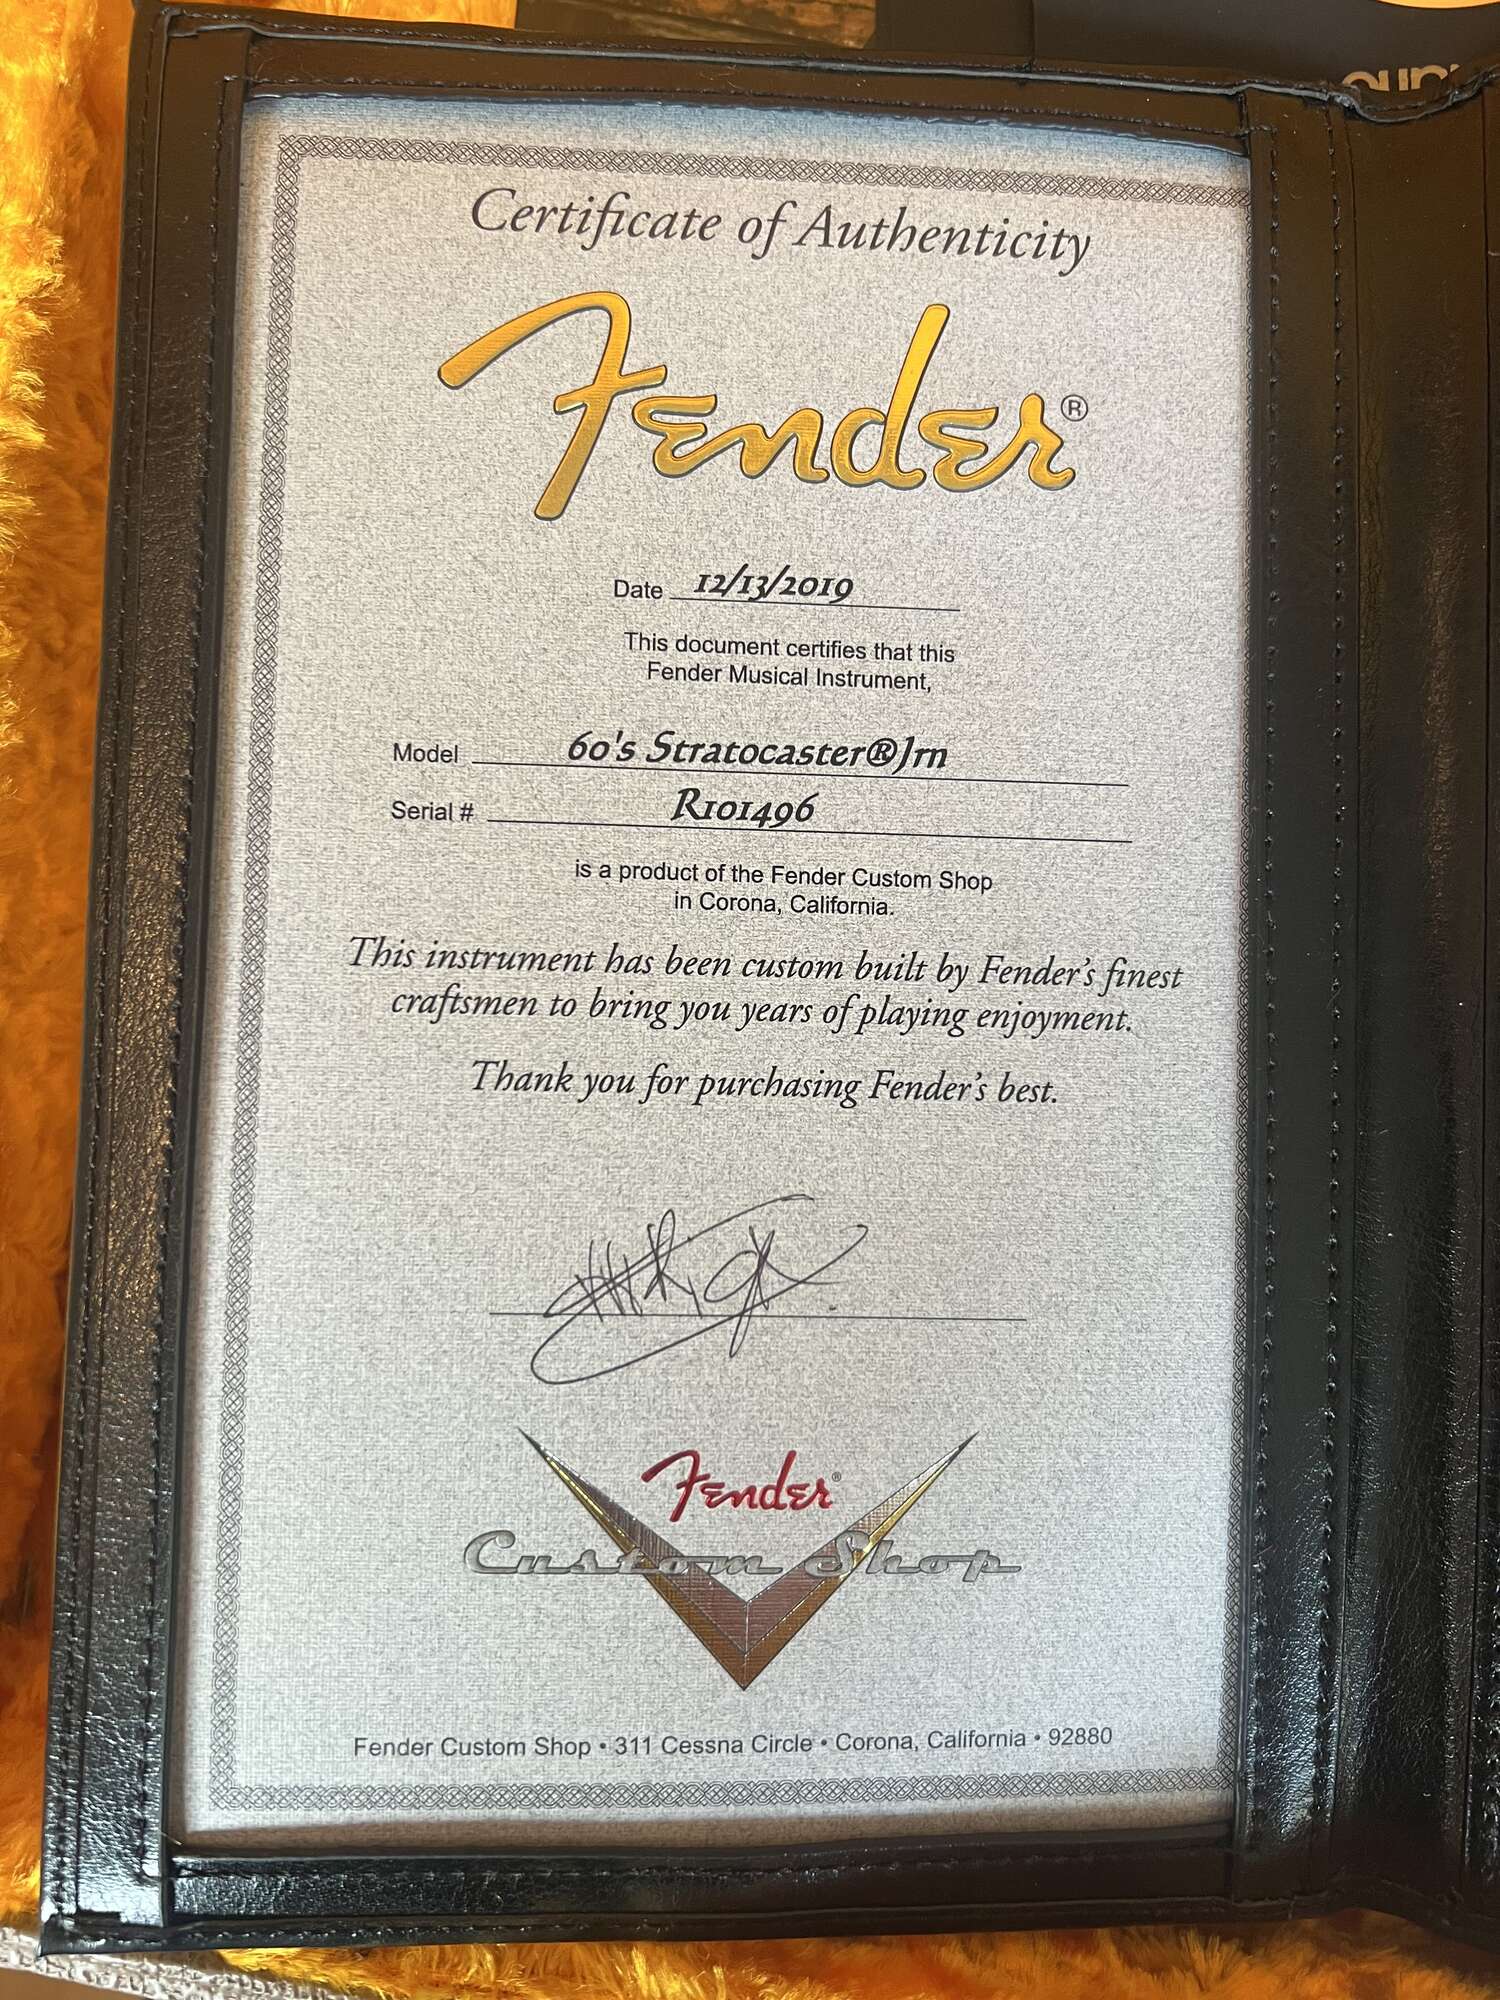 Certificate of Authenticity
Fender®
Date 12/13/2019
This document certifies that this
Fender Musical Instrument,
Model 60's Stratocaster®Jrn
Serial # R101496
is a product of the Fender Custom Shop
in Corona, California.
This instrument has been custom built by Fender's finest
craftsmen to bring you years of playing enjoyment.
Thank you for purchasing Fender's best.
Fender®
Custom Shop
Fender Custom Shop • 311 Cessna Circle • Corona, California • 92880